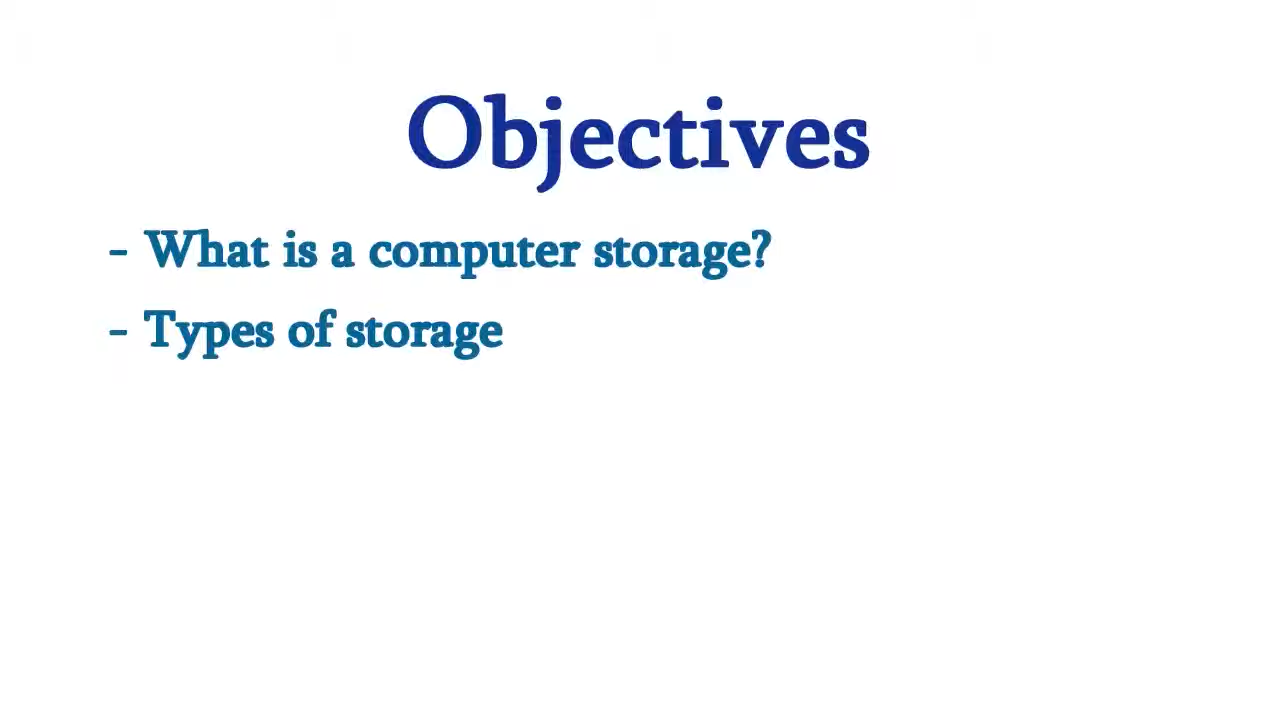 Objectives
- What is a computer storage?
- Types of storage